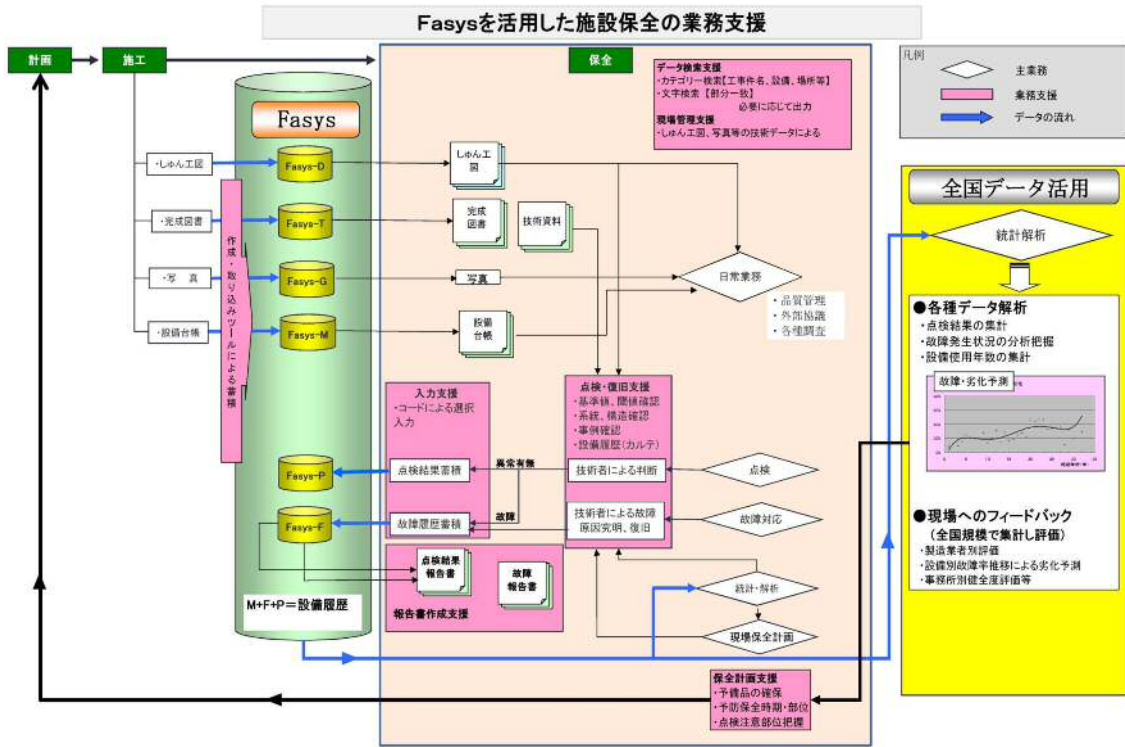 Fasysを活用した施設保全の業務支援
計画
施工
保全
凡例
主業務
業務支援
データの流れ
データ検索支援
・カテゴリー検索【工事件名、設備、場所等】
・文字検索 【部分一致】
必要に応じて出力
現場管理支援
・しゅん工図、写真等の技術データによる
Fasys
・しゅん工図
・完成図書
・写 真
・設備台帳
作成・取り込みツールによる蓄積
Fasys-D
Fasys-T
Fasys-G
Fasys-M
Fasys-P
Fasys-F
M+F+P=設備履歴
しゅん工
図
完成
図書
技術資料
写真
設備
台帳
日常業務
・品質管理
・外部協議
・各種調査
入力支援
・コードによる選択
入力
点検結果蓄積
故障履歴蓄積
異常有無
故障
点検・復旧支援
・基準値、閾値確認
・系統、構造確認
・事例確認
・設備履歴(カルテ)
技術者による判断
技術者による故障
原因究明、復旧
点検
故障対応
点検結果
報告書
故障
報告書
報告書作成支援
統計・解析
現場保全計画
保全計画支援
・予備品の確保
・予防保全時期・部位
・点検注意部位把握
全国データ活用
統計解析
●各種データ解析
・点検結果の集計
・故障発生状況の分析把握
・設備使用年数の集計
故障・劣化予測
●現場へのフィードバック
(全国規模で集計し評価)
・製造業者別評価
・設備別故障率推移による劣化予測
・事務所別健全度評価等